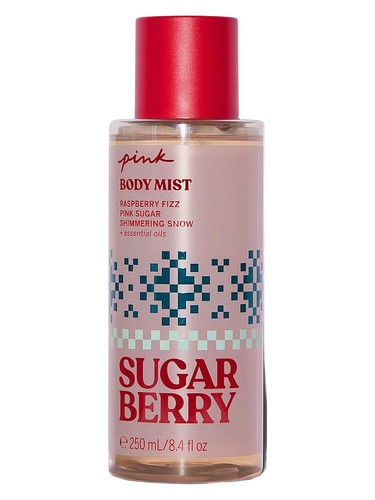 pink
BODY MIST
RASPBERRY FIZZ
PINK SUGAR
SHIMMERING SNOW
+ essential oils
SUGAR
BERRY
℮ 250 mL/8.4 fl oz